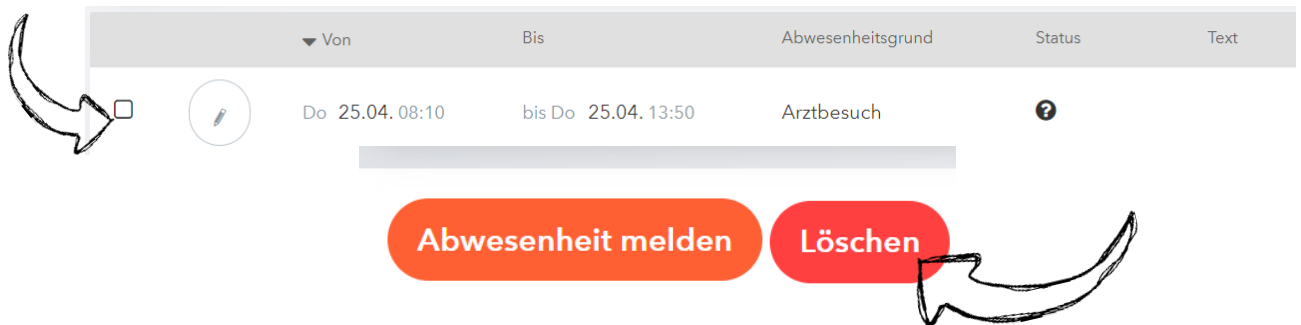 Von Bis Abwesenheitsgrund Status Text
Do 25.04. 08:10 bis Do 25.04. 13:50 Arztbesuch ?
Abwesenheit melden Löschen